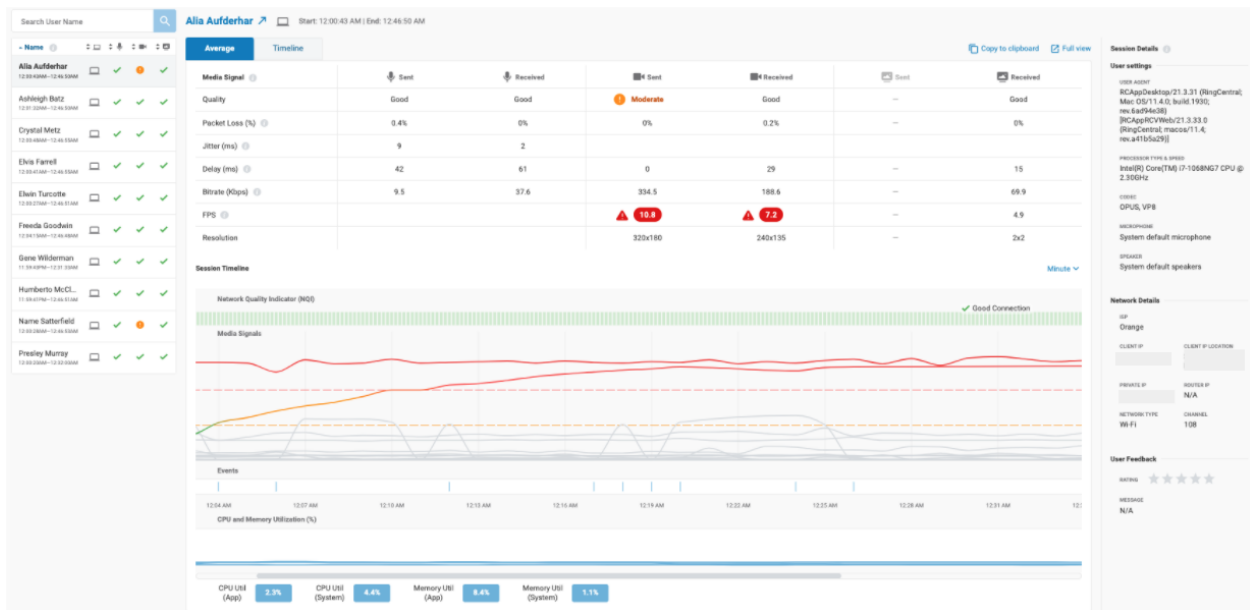 Search User Name
Name
Alia Aufderhar
12:00:43AM—12:46:50AM
Ashleigh Batz
Crystal Metz
Elvis Farrell
12:00:47AM—12:46:50AM
Elwin Turcotte
12:00:27AM—12:46:51AM
Freeda Goodwin
Gene Wilderman
Humberto McCl...
Name Satterfield
Presley Murray
Alia Aufderhar Start: 12:00:43 AM | End: 12:46:50 AM
Average Timeline Copy to clipboard Full view
Media Signal Sent Received Sent Received Sent Received
Quality Good Good Moderate Good — Good
Packet Loss (%) 0.4% 0% 0% 0.2% — 0%
Jitter (ms) 9 2
Delay (ms) 42 61 0 29 — 15
Bitrate (Kbps) 9.5 37.6 334.5 188.6 — 69.9
FPS 10.8 7.2 — 4.9
Resolution 320x180 240x135 — 2x2
Session Timeline Minute
Network Quality Indicator (NQI)
Good Connection
Media Signals
Events
12:04 AM 12:07 AM 12:10 AM 12:13 AM 12:16 AM 12:19 AM 12:22 AM 12:25 AM 12:28 AM 12:31 AM 12:
CPU and Memory Utilization (%)
CPU Util (App) 2.3% CPU Util (System) 4.4% Memory Util (App) 8.4% Memory Util (System) 1.1%
Session Details
User settings
USER AGENT
RCAppDesktop/21.3.31 (RingCentral;
Mac OS/11.4.0; build.1930;
rev.6ad94e38)
[RCAppRCVWeb/21.3.33.0
(RingCentral; macos/11.4;
rev.a41b5a29)]
PROCESSOR TYPE & SPEED
Intel(R) Core(TM) i7-1068NG7 CPU @
2.30GHz
CODEC
OPUS, VP8
MICROPHONE
System default microphone
SPEAKER
System default speakers
Network Details
ISP
Orange
CLIENT IP CLIENT IP LOCATION
PRIVATE IP ROUTER IP
N/A
NETWORK TYPE CHANNEL
Wi-Fi 108
User Feedback
RATING
MESSAGE
N/A